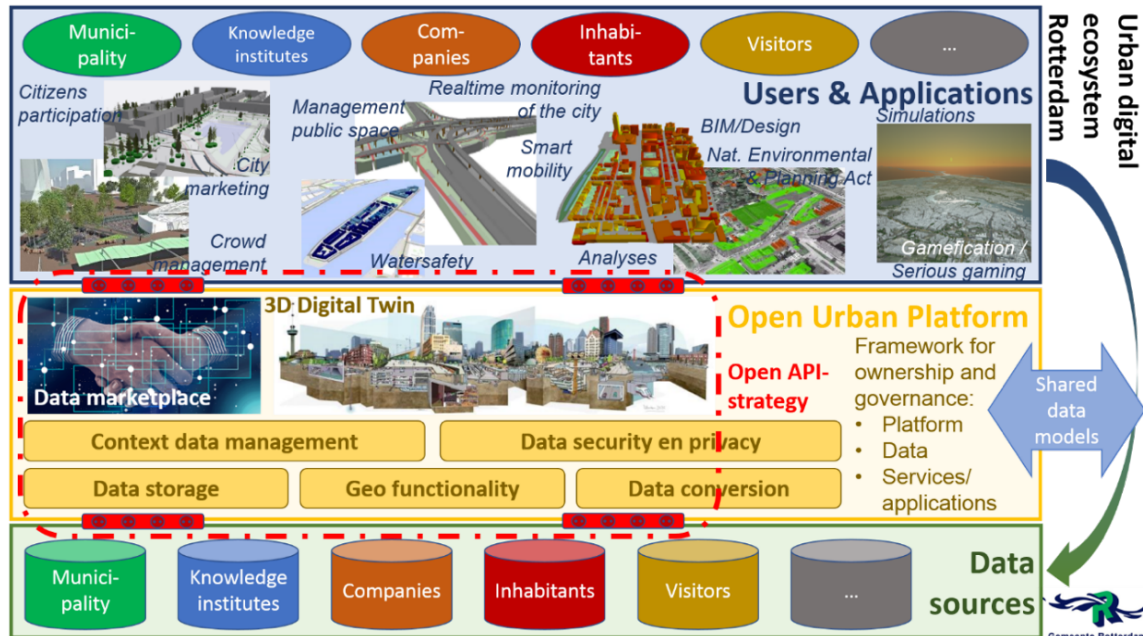 Munici-
pality
Knowledge
institutes
Com-
panies
Inhabi-
tants
Visitors
...
Urban digital
ecosystem
Rotterdam
Users & Applications
Citizens
participation
City
marketing
Crowd
management
Management
public space
Realtime monitoring
of the city
Smart
mobility
Watersafety
BIM/Design
Nat. Environmental
& Planning Act
Analyses
Simulations
Gamefication /
Serious gaming
3D Digital Twin
Data marketplace
Open Urban Platform
Open API-
strategy
Framework for
ownership and
governance:
• Platform
• Data
• Services/
applications
Shared
data
models
Context data management
Data security en privacy
Data storage
Geo functionality
Data conversion
Munici-
pality
Knowledge
institutes
Companies
Inhabitants
Visitors
...
Data
sources